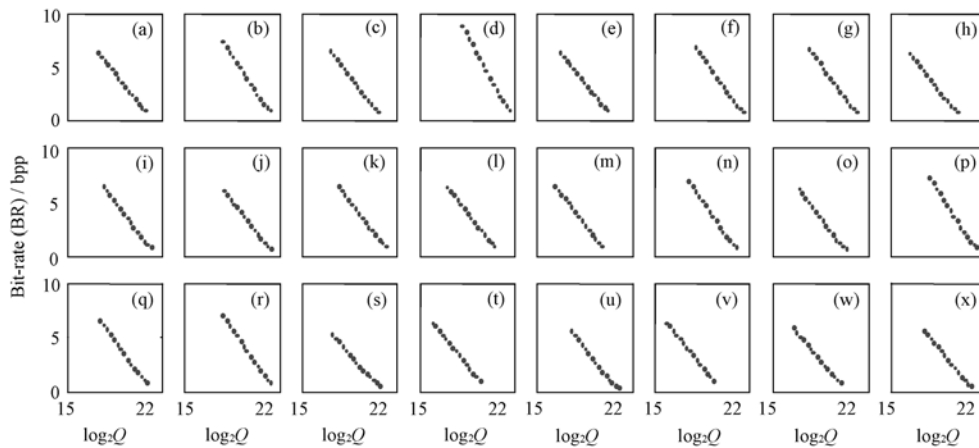 10 (a) (b) (c) (d) (e) (f) (g) (h)
5
0
10 (i) (j) (k) (l) (m) (n) (o) (p)
5
0
10 (q) (r) (s) (t) (u) (v) (w) (x)
5
0
Bit-rate (BR) / bpp
15 22 15 22 15 22 15 22 15 22 15 22 15 22 15 22
log₂Q log₂Q log₂Q log₂Q log₂Q log₂Q log₂Q log₂Q